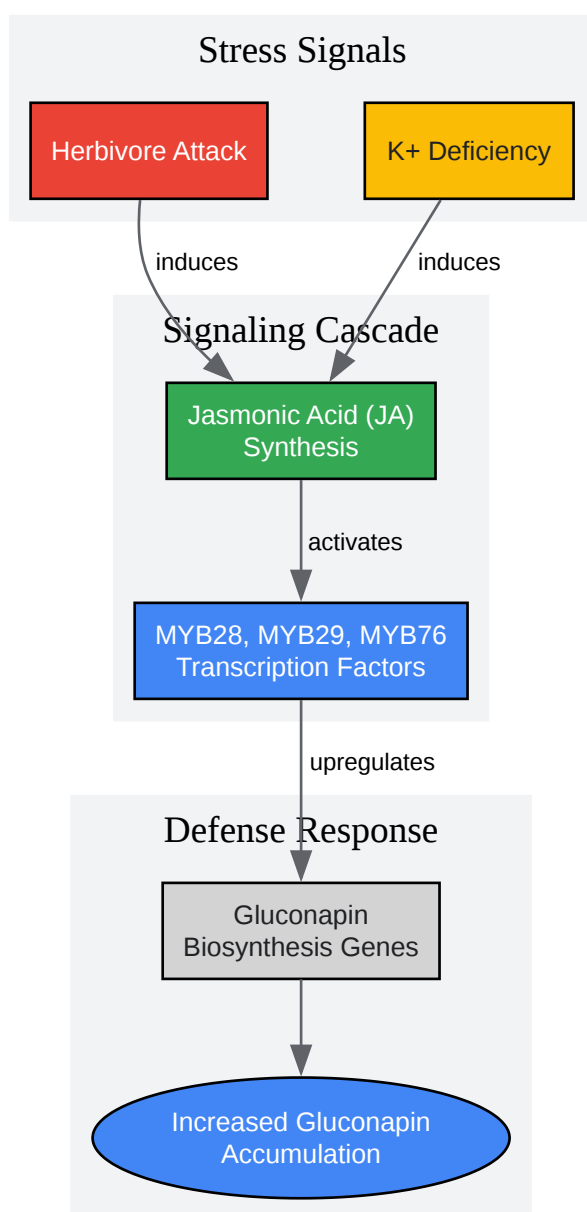 Stress Signals
Herbivore Attack
K+ Deficiency
induces
induces
Signaling Cascade
Jasmonic Acid (JA)
Synthesis
activates
MYB28, MYB29, MYB76
Transcription Factors
upregulates
Defense Response
Gluconapin
Biosynthesis Genes
Increased Gluconapin
Accumulation